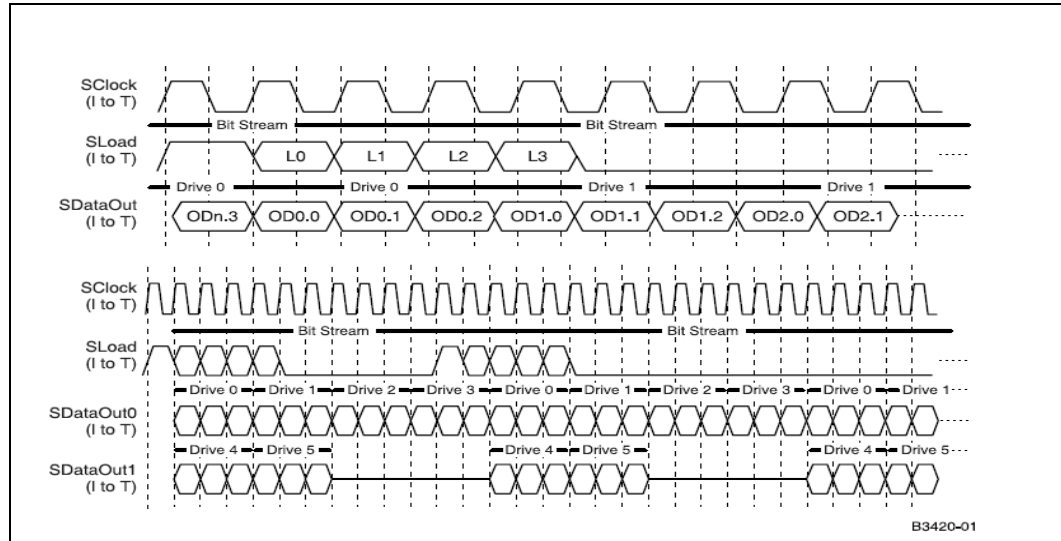 SClock
(I to T)
Bit Stream Bit Stream
SLoad
(I to T)
L0 L1 L2 L3
Drive 0 Drive 0 Drive 1 Drive 1
SDataOut
(I to T)
ODn.3 OD0.0 OD0.1 OD0.2 OD1.0 OD1.1 OD1.2 OD2.0 OD2.1
SClock
(I to T)
Bit Stream Bit Stream
SLoad
(I to T)
Drive 0 Drive 1 Drive 2 Drive 3 Drive 0 Drive 1 Drive 2 Drive 3 Drive 0 Drive 1
SDataOut0
(I to T)
Drive 4 Drive 5 Drive 4 Drive 5 Drive 4 Drive 5
SDataOut1
(I to T)
B3420-01